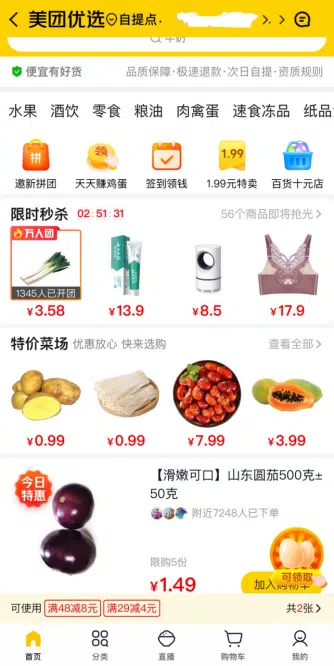 美团优选 自提点.
牛奶
便宜有好货 品质保障·极速退款·次日自提·资质规则
水果 酒饮 零食 粮油 肉禽蛋 速食冻品 纸品
拼 领 1.99
邀新拼团 天天赚鸡蛋 签到领钱 1.99元特卖 百货十元店
限时秒杀 02:51:31 56个商品即将抢光
万人团
1345人已开团
¥3.58 ¥13.9 ¥8.5 ¥17.9
特价菜场 优惠放心 快来选购 查看全部
¥0.99 ¥0.99 ¥7.99 ¥3.99
今日特惠
【滑嫩可口】山东圆茄500克±
50克
附近7248人已下单
限购5份
¥1.49
可领取
加入购物车
可使用 满48减8元 满29减4元 共2张
首页 分类 直播 购物车 我的